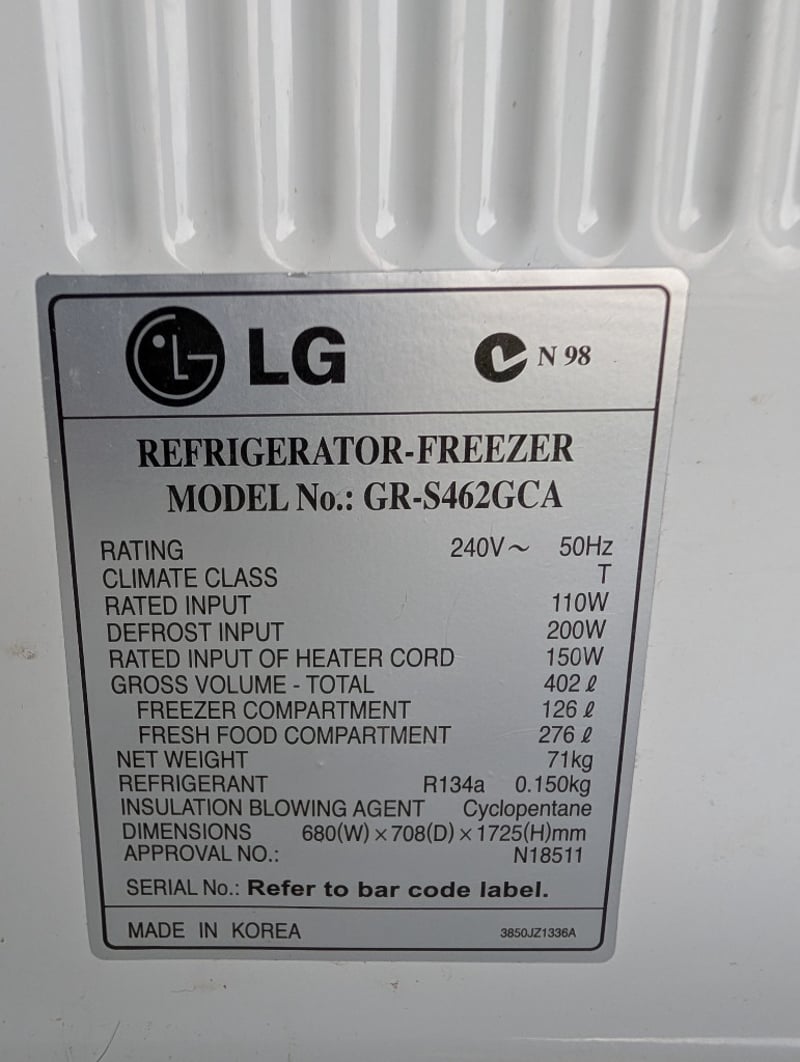 LG N 98
REFRIGERATOR-FREEZER
MODEL No.: GR-S462GCA
RATING 240V~ 50Hz
CLIMATE CLASS T
RATED INPUT 110W
DEFROST INPUT 200W
RATED INPUT OF HEATER CORD 150W
GROSS VOLUME - TOTAL 402 ℓ
FREEZER COMPARTMENT 126 ℓ
FRESH FOOD COMPARTMENT 276 ℓ
NET WEIGHT 71kg
REFRIGERANT R134a 0.150kg
INSULATION BLOWING AGENT Cyclopentane
DIMENSIONS 680(W)×708(D)×1725(H)mm
APPROVAL NO.: N18511
SERIAL No.: Refer to bar code label.
MADE IN KOREA 3850JZ1336A